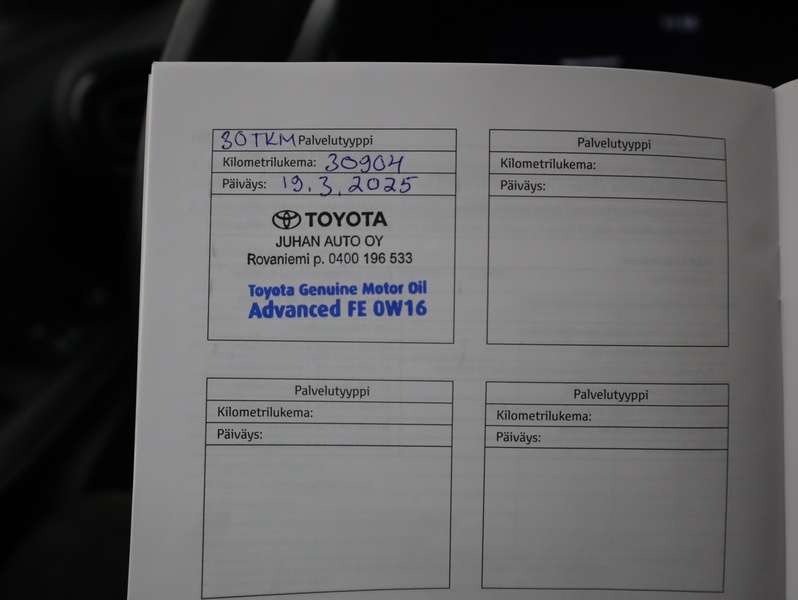 30TKM Palvelutyyppi
Kilometrilukema: 30904
Päiväys: 19.3.2025
TOYOTA
JUHAN AUTO OY
Rovaniemi p. 0400 196 533
Toyota Genuine Motor Oil
Advanced FE 0W16
Palvelutyyppi
Kilometrilukema:
Päiväys:
Palvelutyyppi
Kilometrilukema:
Päiväys:
Palvelutyyppi
Kilometrilukema:
Päiväys: